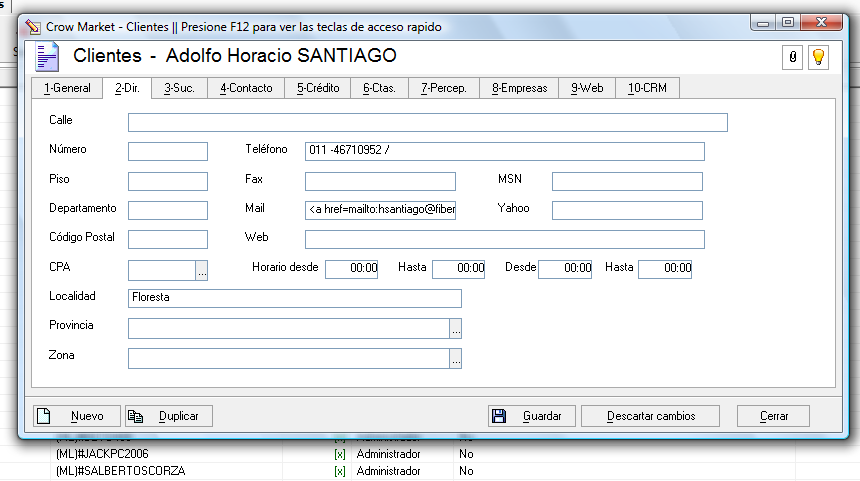 Crow Market - Clientes || Presione F12 para ver las teclas de acceso rapido
Clientes - Adolfo Horacio SANTIAGO
1-General 2-Dir. 3-Suc. 4-Contacto 5-Crédito 6-Ctas. 7-Percep. 8-Empresas 9-Web 10-CRM
Calle
Número Teléfono 011 -46710952 /
Piso Fax MSN
Departamento Mail <a href=mailto:hsantiago@fiber Yahoo
Código Postal Web
CPA ... Horario desde 00:00 Hasta 00:00 Desde 00:00 Hasta 00:00
Localidad Floresta
Provincia ...
Zona ...
Nuevo Duplicar Guardar Descartar cambios Cerrar
(ML)#JACKPC2006 [x] Administrador No
(ML)#SALBERTOSCORZA [x] Administrador No